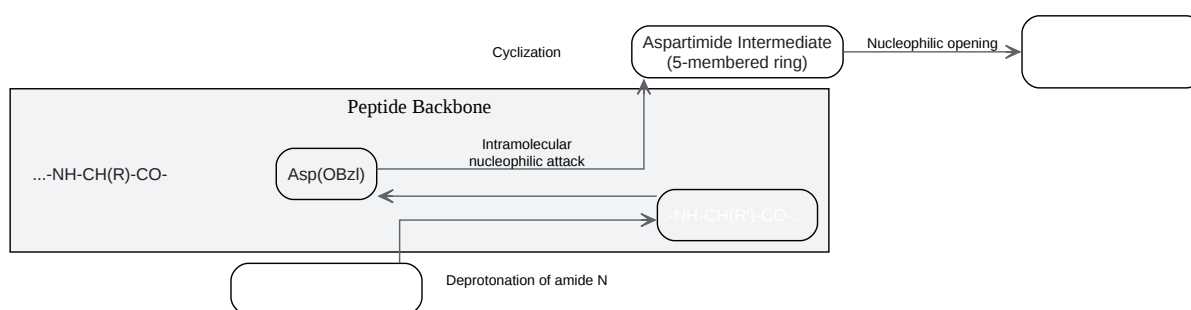 Cyclization
Aspartimide Intermediate
(5-membered ring)
Nucleophilic opening
Peptide Backbone
...-NH-CH(R)-CO-
Asp(OBzl)
Intramolecular
nucleophilic attack
-NH-CH(R')-CO-...
Deprotonation of amide N